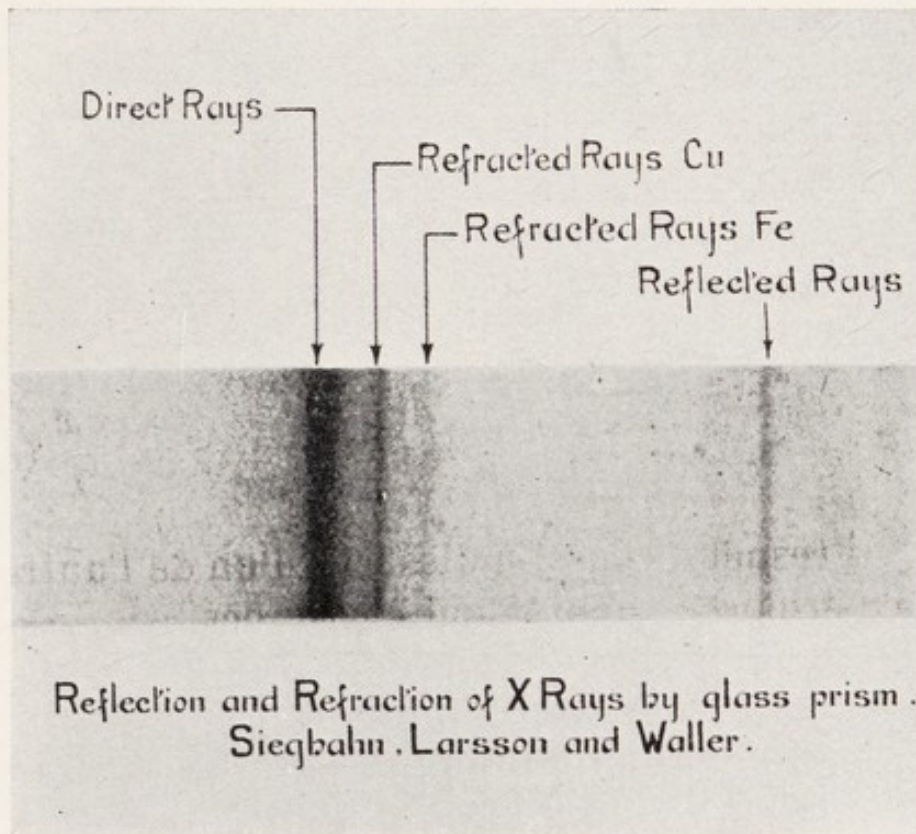 Direct Rays
Refracted Rays Cu
Refracted Rays Fe
Reflected Rays
Reflection and Refraction of X Rays by glass prism.
Siegbahn. Larsson and Waller.